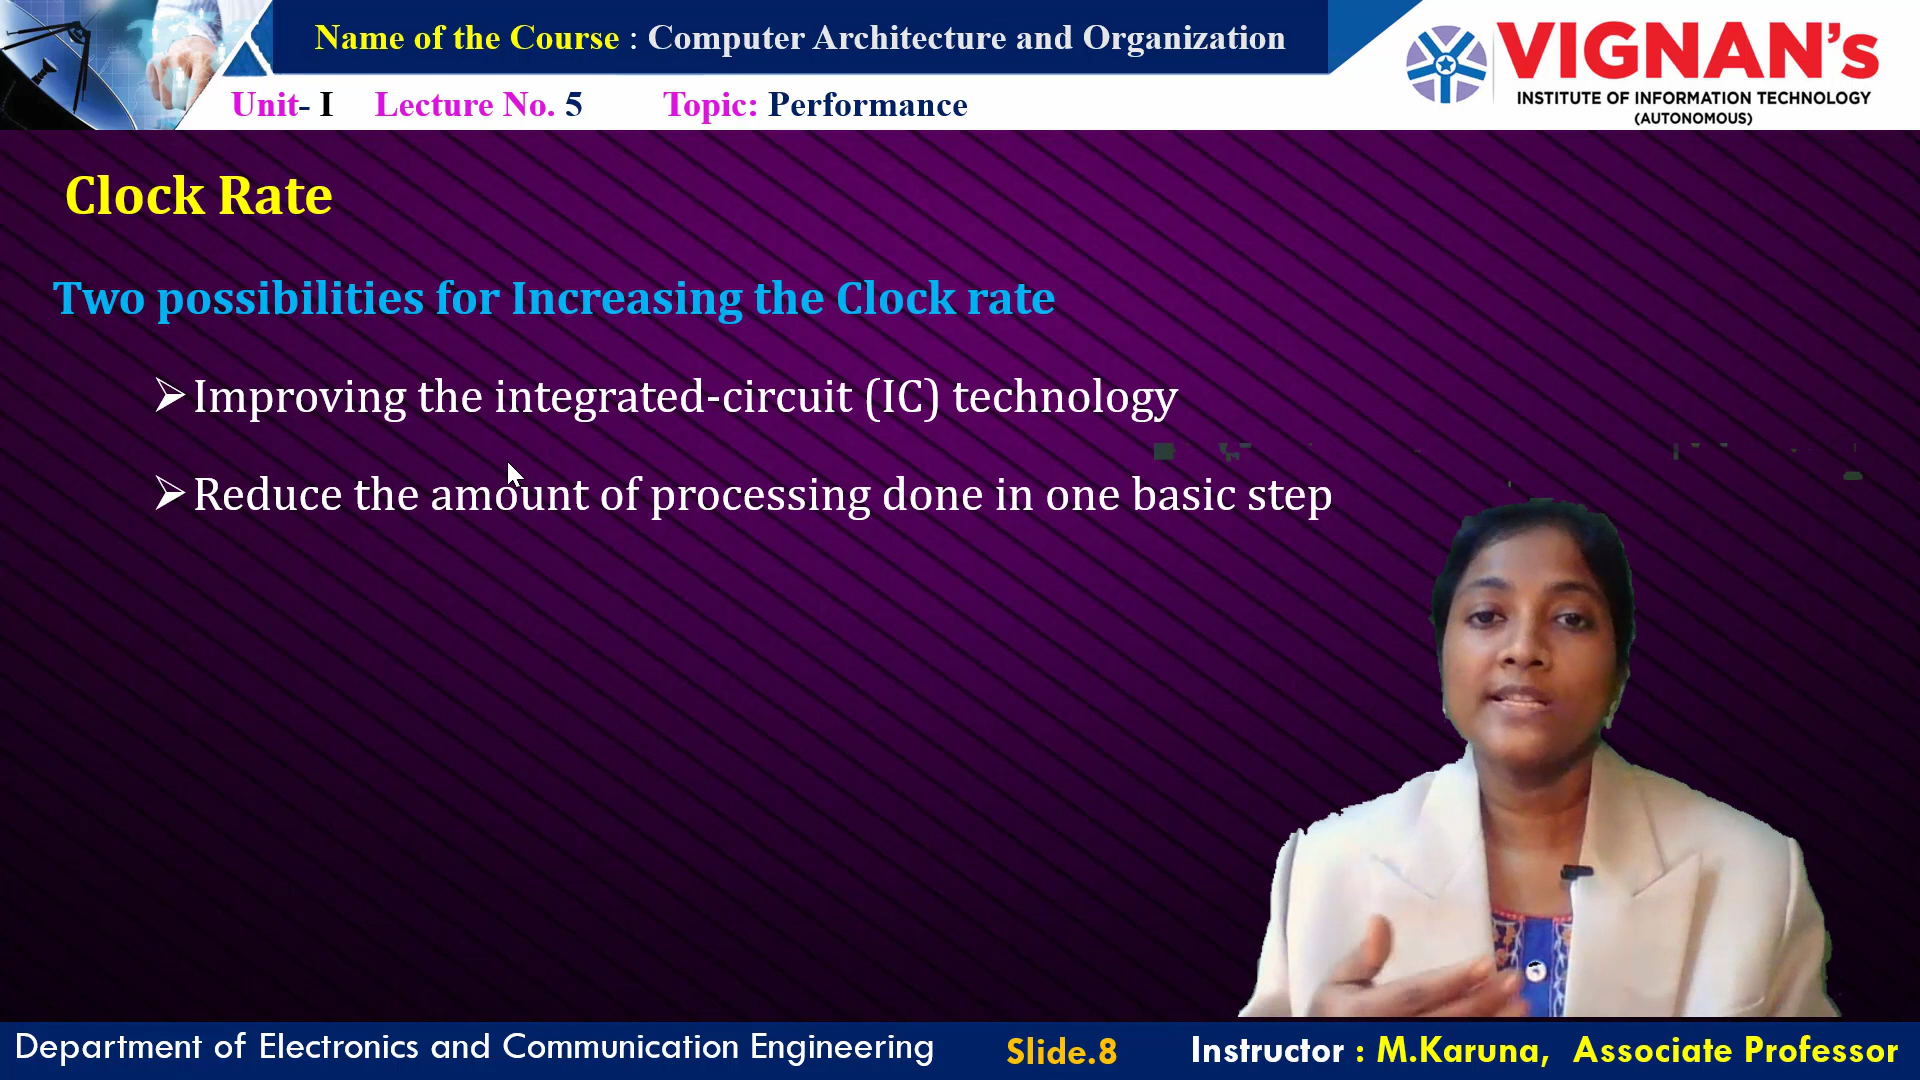 Name of the Course : Computer Architecture and Organization
Unit- I Lecture No. 5 Topic: Performance
VIGNAN's
INSTITUTE OF INFORMATION TECHNOLOGY
(AUTONOMOUS)
Clock Rate
Two possibilities for Increasing the Clock rate
➢Improving the integrated-circuit (IC) technology
➢Reduce the amount of processing done in one basic step
Department of Electronics and Communication Engineering Slide.8 Instructor : M.Karuna, Associate Professor